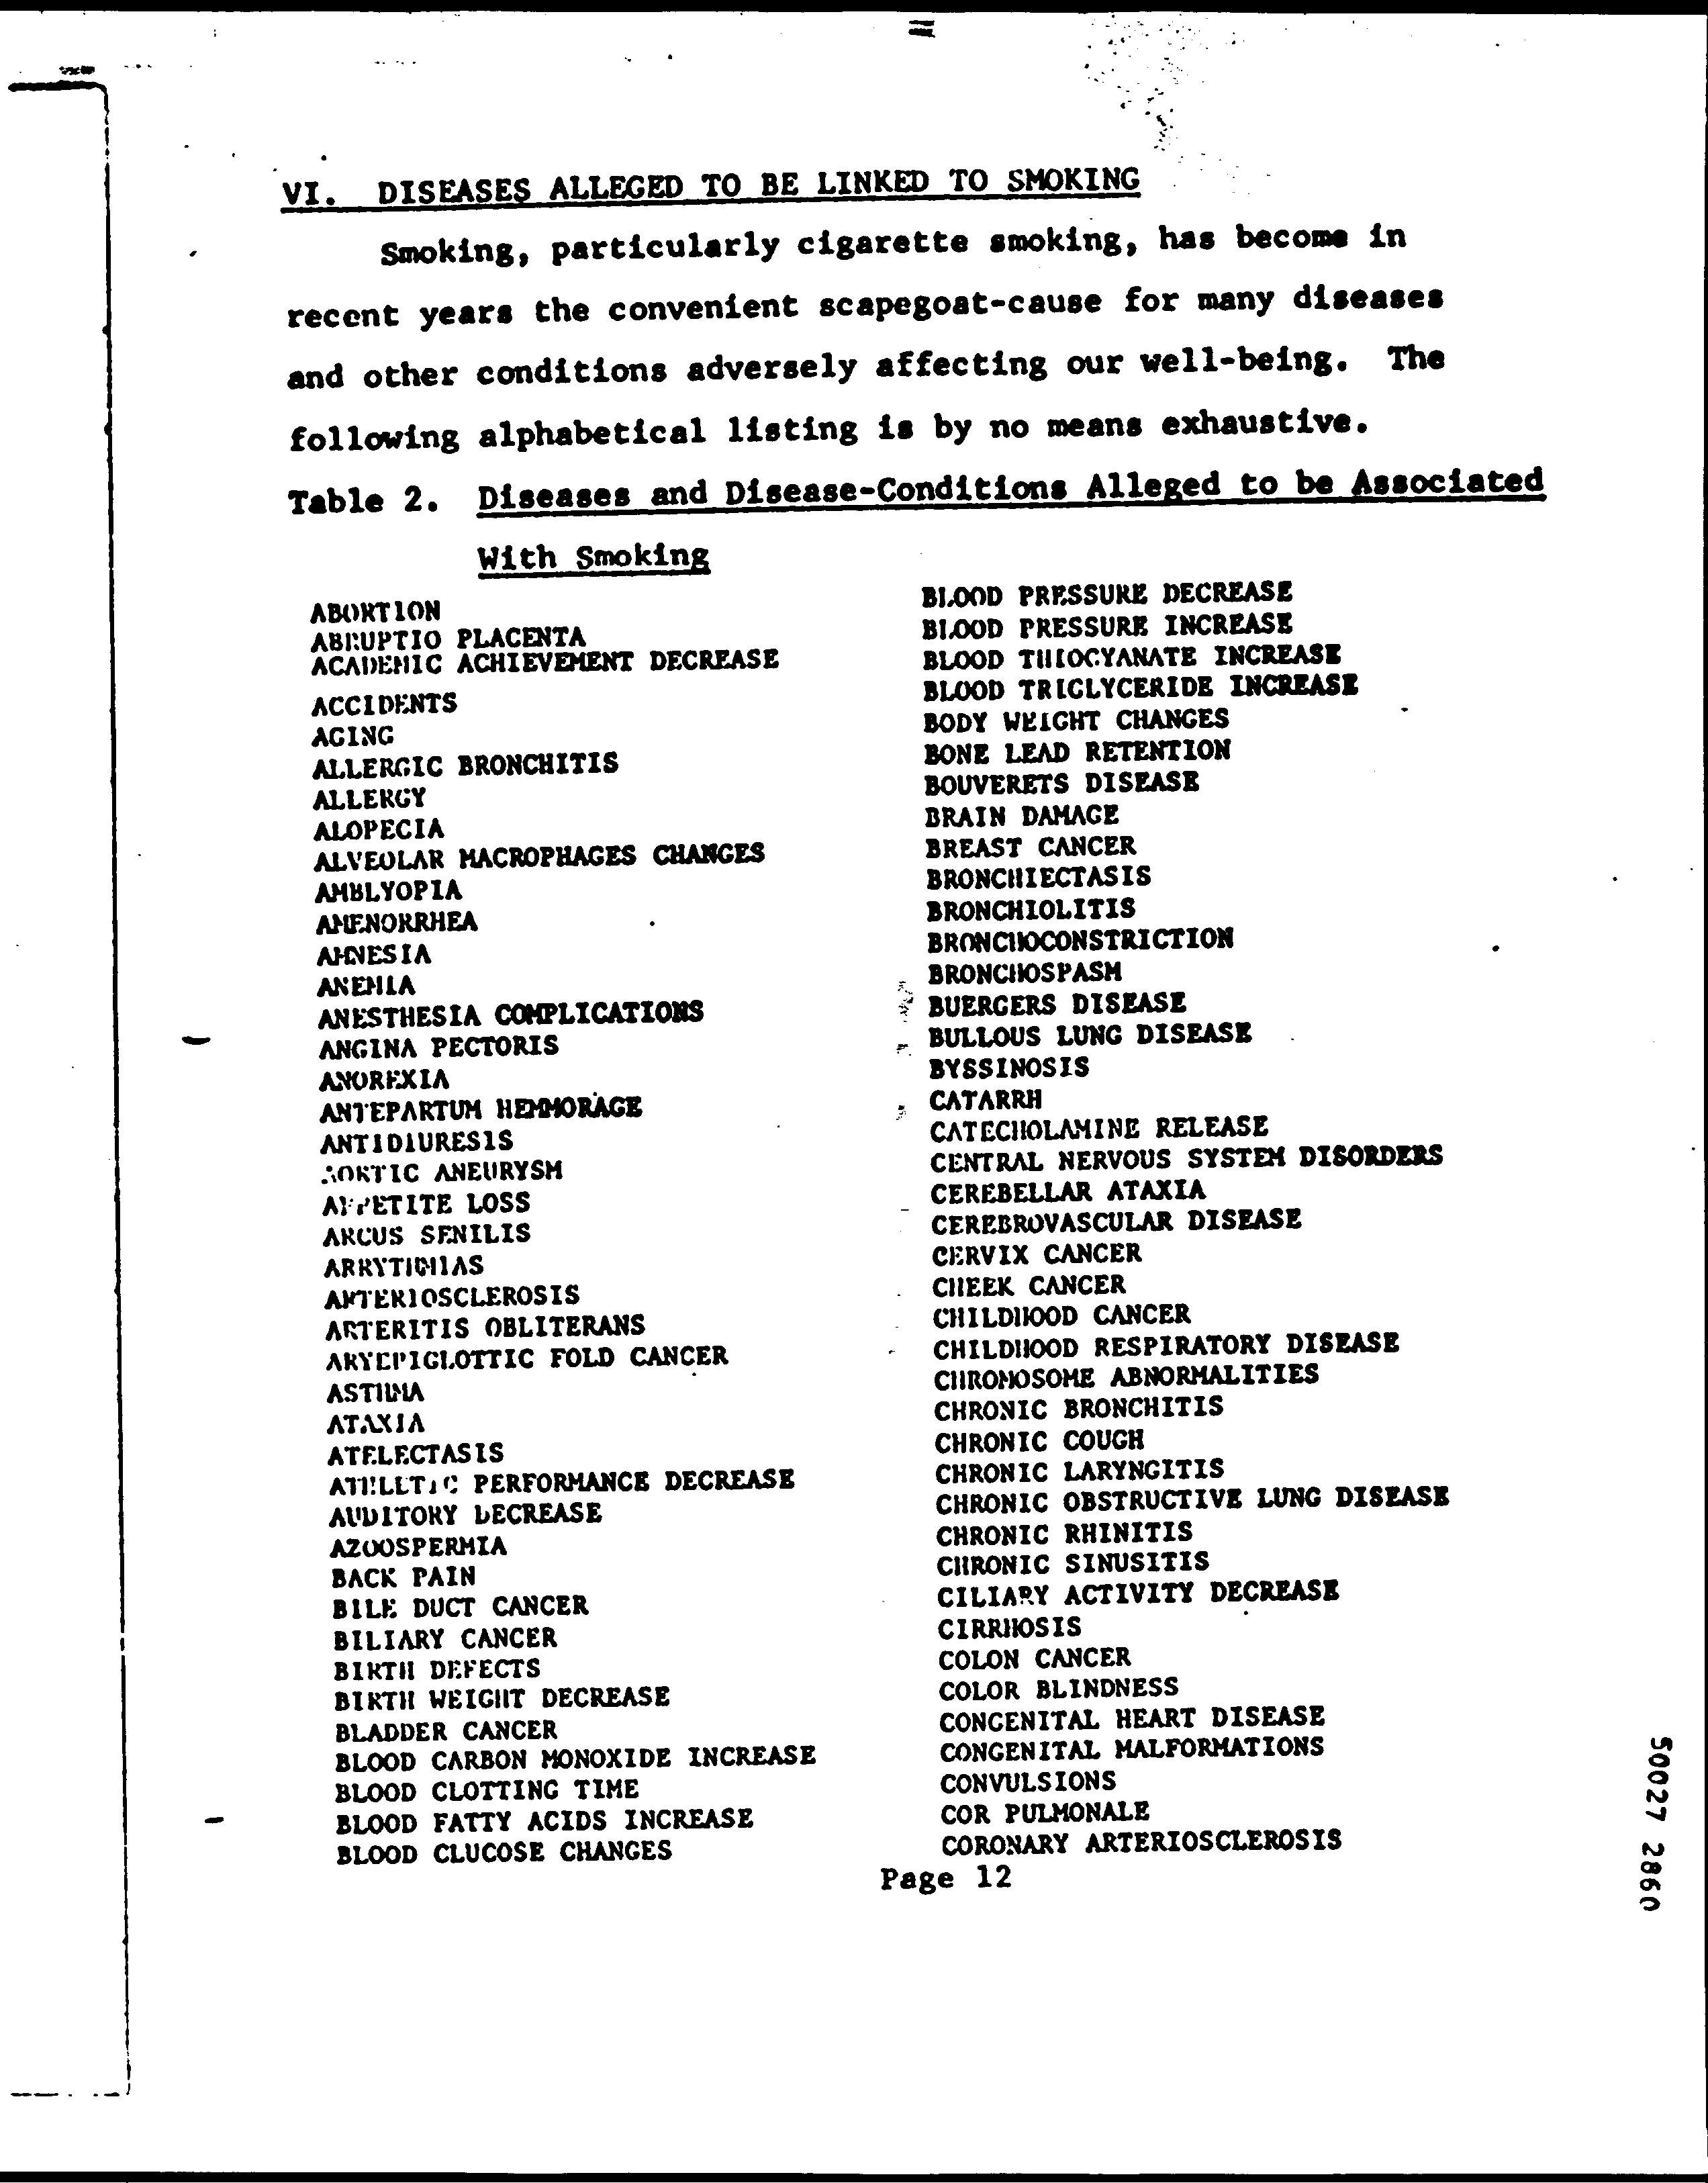 VI. DISEASES ALLEGED TO BE LINKED TO SMOKING
Smoking, particularly cigarette smoking, has become in
recent years the convenient scapegoat-cause for many diseases
and other conditions adversely affecting our well-being. The
following alphabetical listing is by no means exhaustive.
Table 2. Diseases and Disease-Conditions Alleged to be Associated
With Smoking
ABORTION
ABRUPTIO PLACENTA
ACADEMIC ACHIEVEMENT DECREASE
ACCIDENTS
AGING
ALLERGIC BRONCHITIS
ALLERGY
ALOPECIA
ALVEOLAR MACROPHAGES CHANGES
AMBLYOPIA
AMENORRHEA
AMNESIA
ANEMIA
ANESTHESIA COMPLICATIONS
ANGINA PECTORIS
ANOREXIA
ANTEPARTUM HEMMORAGE
ANTIDIURESIS
AORTIC ANEURYSM
APPETITE LOSS
ARCUS SENILIS
ARRYTHMIAS
ARTERIOSCLEROSIS
ARTERITIS OBLITERANS
ARYEPIGLOTTIC FOLD CANCER
ASTHMA
ATAXIA
ATELECTASIS
ATHLETIC PERFORMANCE DECREASE
AUDITORY DECREASE
AZOOSPERMIA
BACK PAIN
BILE DUCT CANCER
BILIARY CANCER
BIRTH DEFECTS
BIRTH WEIGHT DECREASE
BLADDER CANCER
BLOOD CARBON MONOXIDE INCREASE
BLOOD CLOTTING TIME
BLOOD FATTY ACIDS INCREASE
BLOOD GLUCOSE CHANGES
BLOOD PRESSURE DECREASE
BLOOD PRESSURE INCREASE
BLOOD THIOCYANATE INCREASE
BLOOD TRIGLYCERIDE INCREASE
BODY WEIGHT CHANGES
BONE LEAD RETENTION
BOUVERETS DISEASE
BRAIN DAMAGE
BREAST CANCER
BRONCHIECTASIS
BRONCHIOLITIS
BRONCHOCONSTRICTION
BRONCHOSPASM
BUERGERS DISEASE
BULLOUS LUNG DISEASE
BYSSINOSIS
CATARRH
CATECHOLAMINE RELEASE
CENTRAL NERVOUS SYSTEM DISORDERS
CEREBELLAR ATAXIA
CEREBROVASCULAR DISEASE
CERVIX CANCER
CHEEK CANCER
CHILDHOOD CANCER
CHILDHOOD RESPIRATORY DISEASE
CHROMOSOME ABNORMALITIES
CHRONIC BRONCHITIS
CHRONIC COUGH
CHRONIC LARYNGITIS
CHRONIC OBSTRUCTIVE LUNG DISEASE
CHRONIC RHINITIS
CHRONIC SINUSITIS
CILIARY ACTIVITY DECREASE
CIRRHOSIS
COLON CANCER
COLOR BLINDNESS
CONGENITAL HEART DISEASE
CONGENITAL MALFORMATIONS
CONVULSIONS
COR PULMONALE
CORONARY ARTERIOSCLEROSIS
Page 12
50027 2860